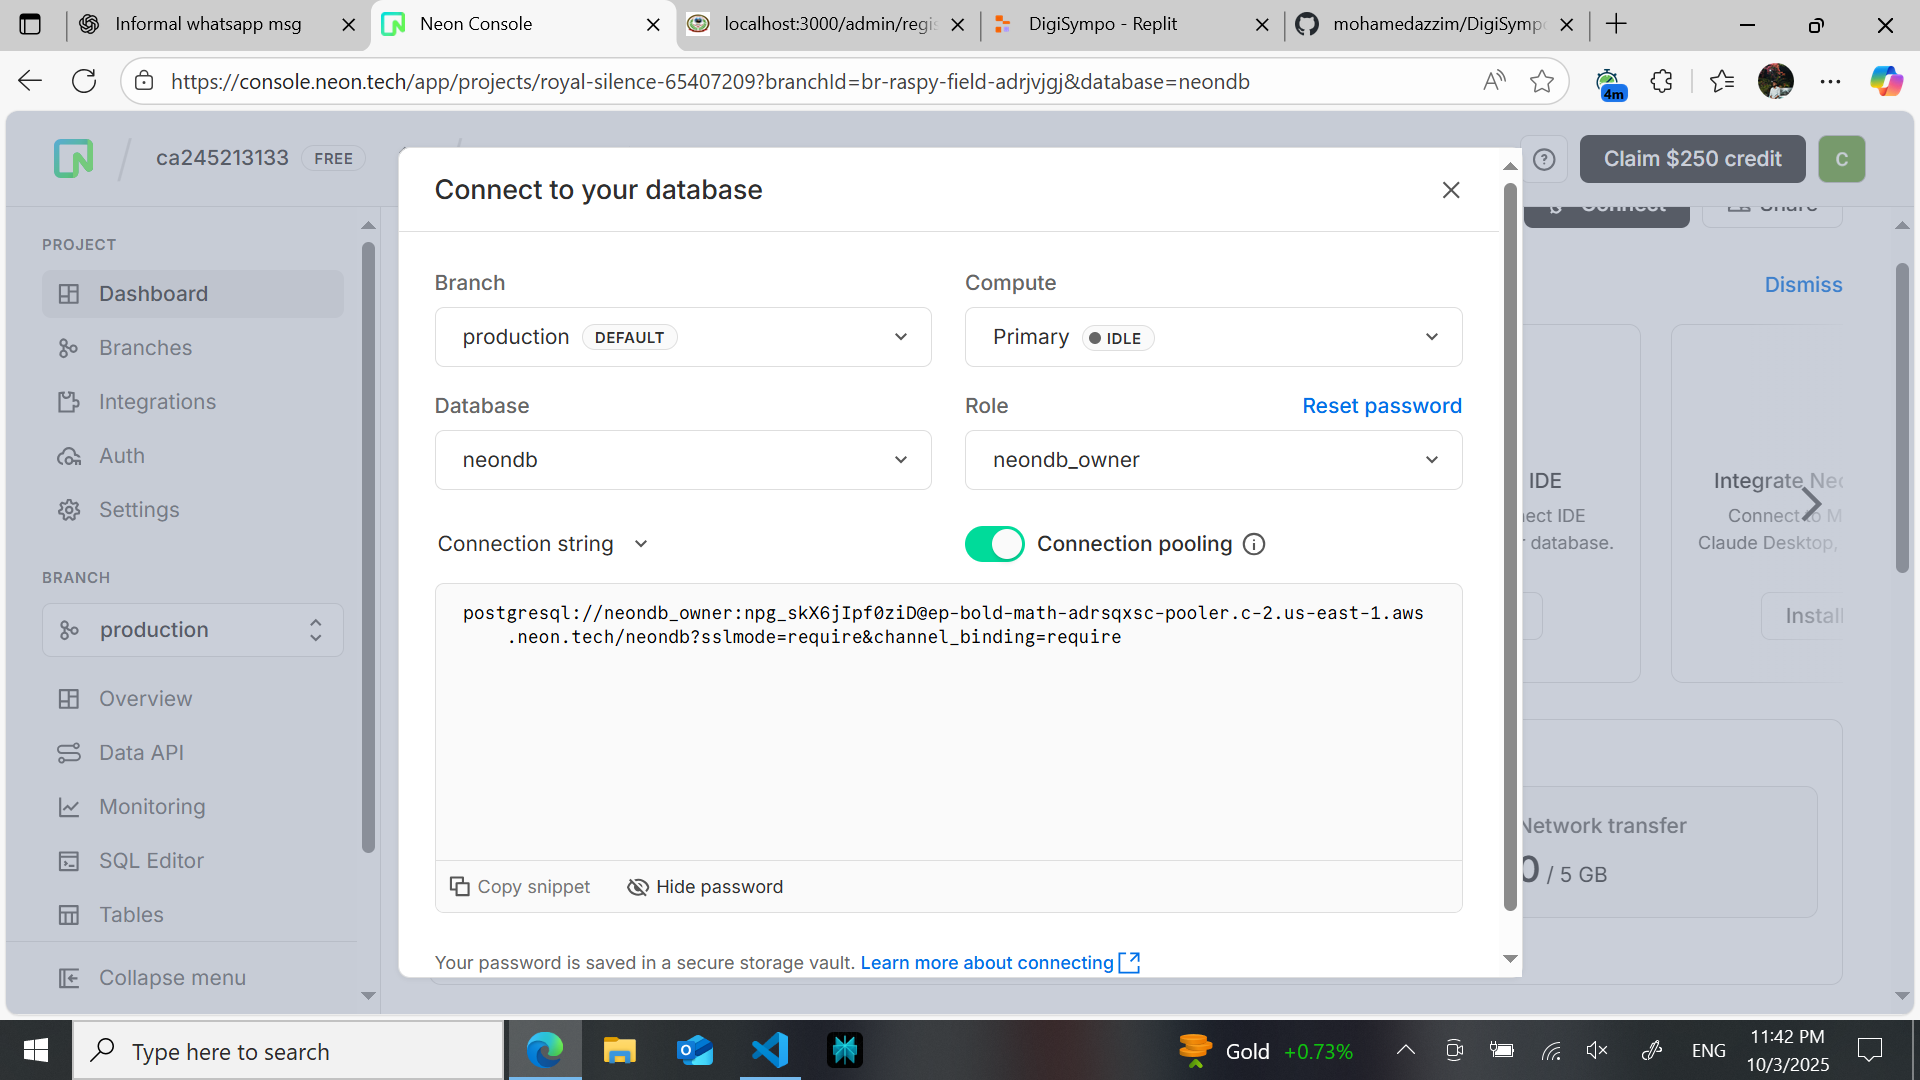 Informal whatsapp msg
Neon Console
localhost:3000/admin/regis
DigiSympo - Replit
mohamedazzim/DigiSympo
https://console.neon.tech/app/projects/royal-silence-65407209?branchId=br-raspy-field-adrjvjgj&database=neondb
4m
ca245213133 FREE
Claim $250 credit
C
Connect to your database
Connect
Share
PROJECT
Dashboard
Branches
Integrations
Auth
Settings
BRANCH
production
Overview
Data API
Monitoring
SQL Editor
Tables
Collapse menu
Branch
production DEFAULT
Compute
Primary IDLE
Database
neondb
Role
Reset password
neondb_owner
Connection string
Connection pooling
postgresql://neondb_owner:npg_skX6jIpf0ziD@ep-bold-math-adrsqxsc-pooler.c-2.us-east-1.aws
.neon.tech/neondb?sslmode=require&channel_binding=require
Copy snippet
Hide password
Your password is saved in a secure storage vault. Learn more about connecting
Dismiss
IDE
nect IDE
database.
Integrate Neo
Connect to M
Claude Desktop,
Install
Network transfer
0 / 5 GB
Type here to search
Gold +0.73%
ENG
11:42 PM
10/3/2025